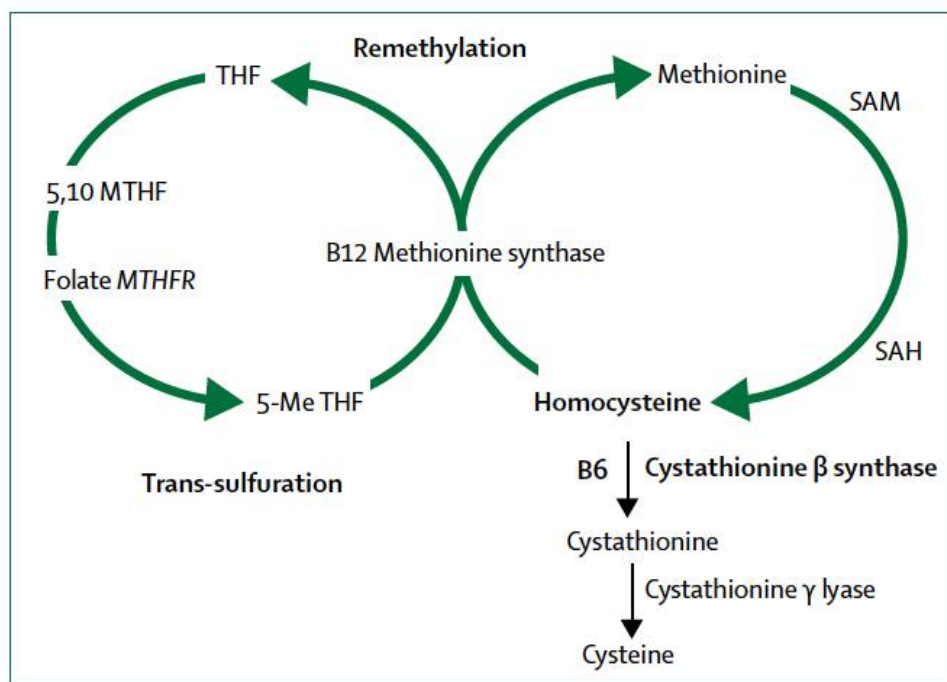 Remethylation
THF
Methionine
SAM
5,10 MTHF
B12 Methionine synthase
Folate MTHFR
SAH
5-Me THF
Homocysteine
Trans-sulfuration
B6
Cystathionine β synthase
Cystathionine
Cystathionine γ lyase
Cysteine